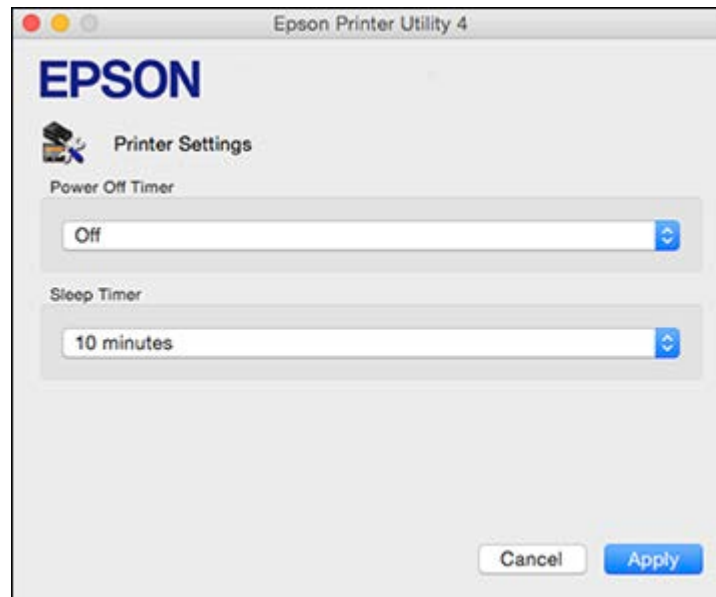 Epson Printer Utility 4
EPSON
Printer Settings
Power Off Timer
Off
Sleep Timer
10 minutes
Cancel Apply